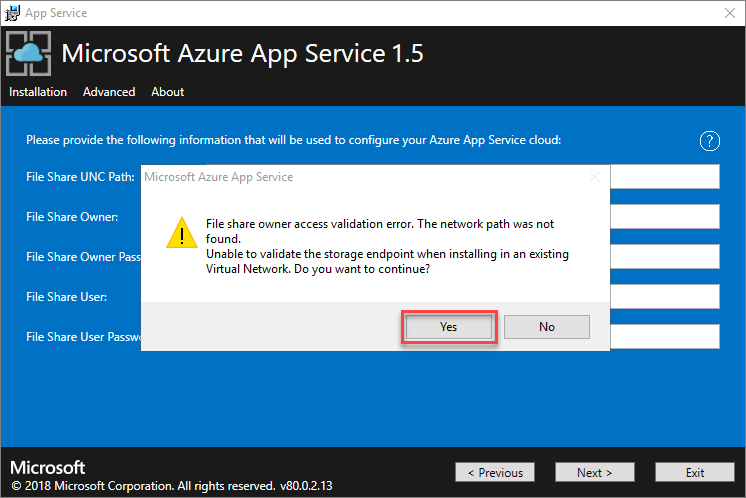 App Service
Microsoft Azure App Service 1.5
Installation Advanced About
Please provide the following information that will be used to configure your Azure App Service cloud:
?
File Share UNC Path:
Microsoft Azure App Service
File Share Owner:
File share owner access validation error. The network path was not
found.
Unable to validate the storage endpoint when installing in an existing
Virtual Network. Do you want to continue?
File Share Owner Pass
File Share User:
Yes No
File Share User Passw
Microsoft
© 2018 Microsoft Corporation. All rights reserved. v80.0.2.13
< Previous Next > Exit